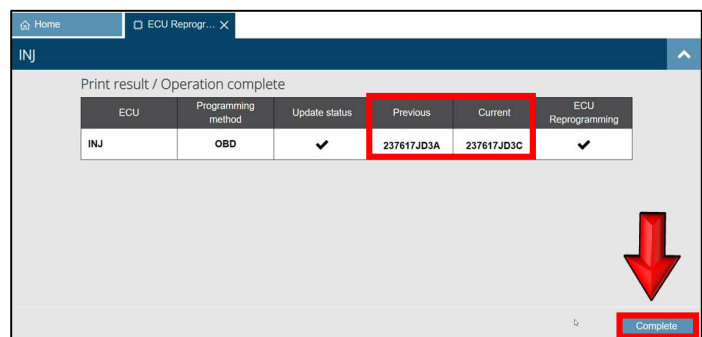 Home
ECU Reprogr...
INJ
Print result / Operation complete
ECU
Programming method
Update status
Previous
Current
ECU Reprogramming
INJ
OBD
237617JD3A
237617JD3C
Complete